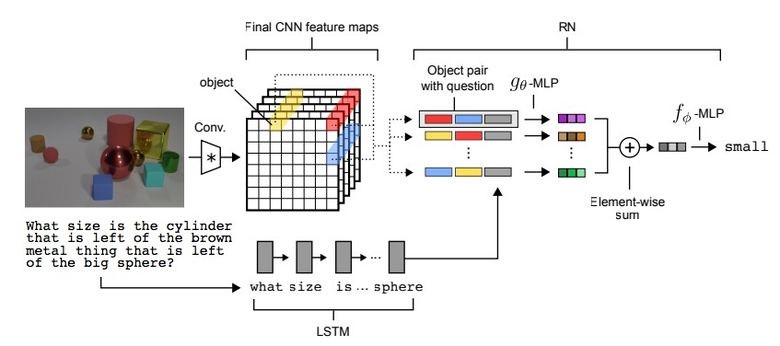 Final CNN feature maps
RN
object
Object pair
with question
gθ-MLP
fϕ-MLP
Conv.
*
+
small
...
Element-wise
sum
What size is the cylinder
that is left of the brown
metal thing that is left
of the big sphere?
...
what size is ... sphere
LSTM